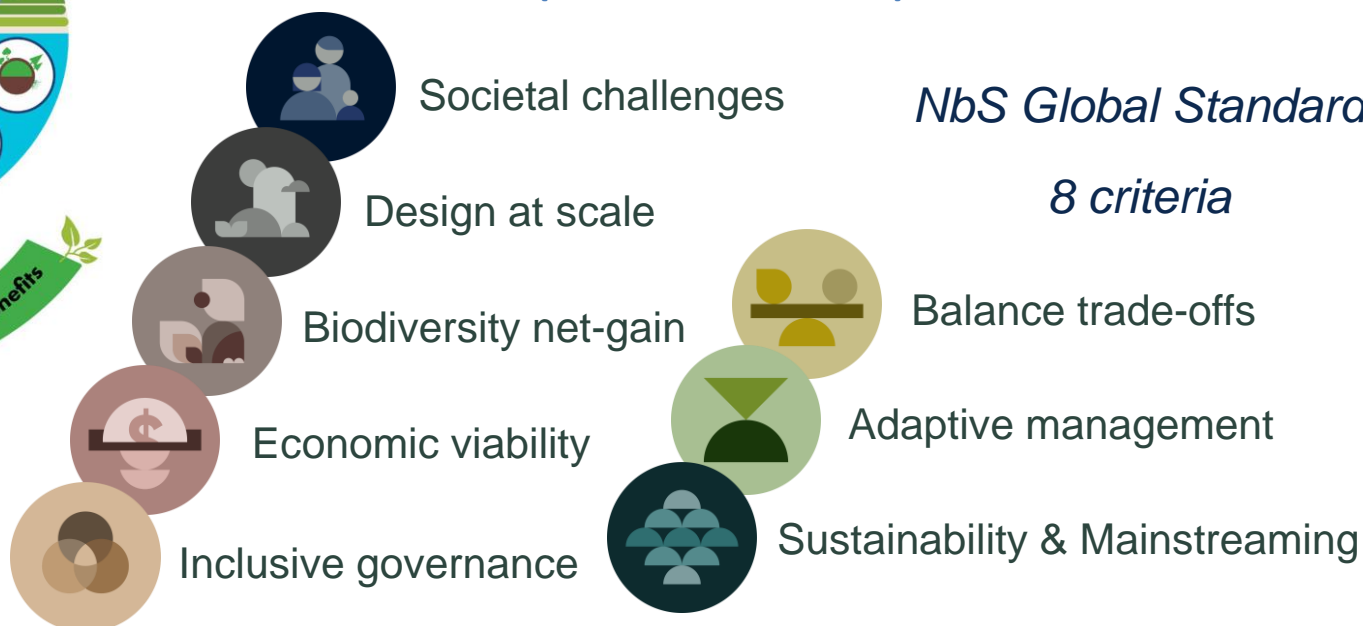 NbS Global Standard
8 criteria
Societal challenges
Design at scale
Biodiversity net-gain
Economic viability
Inclusive governance
Balance trade-offs
Adaptive management
Sustainability & Mainstreaming
$